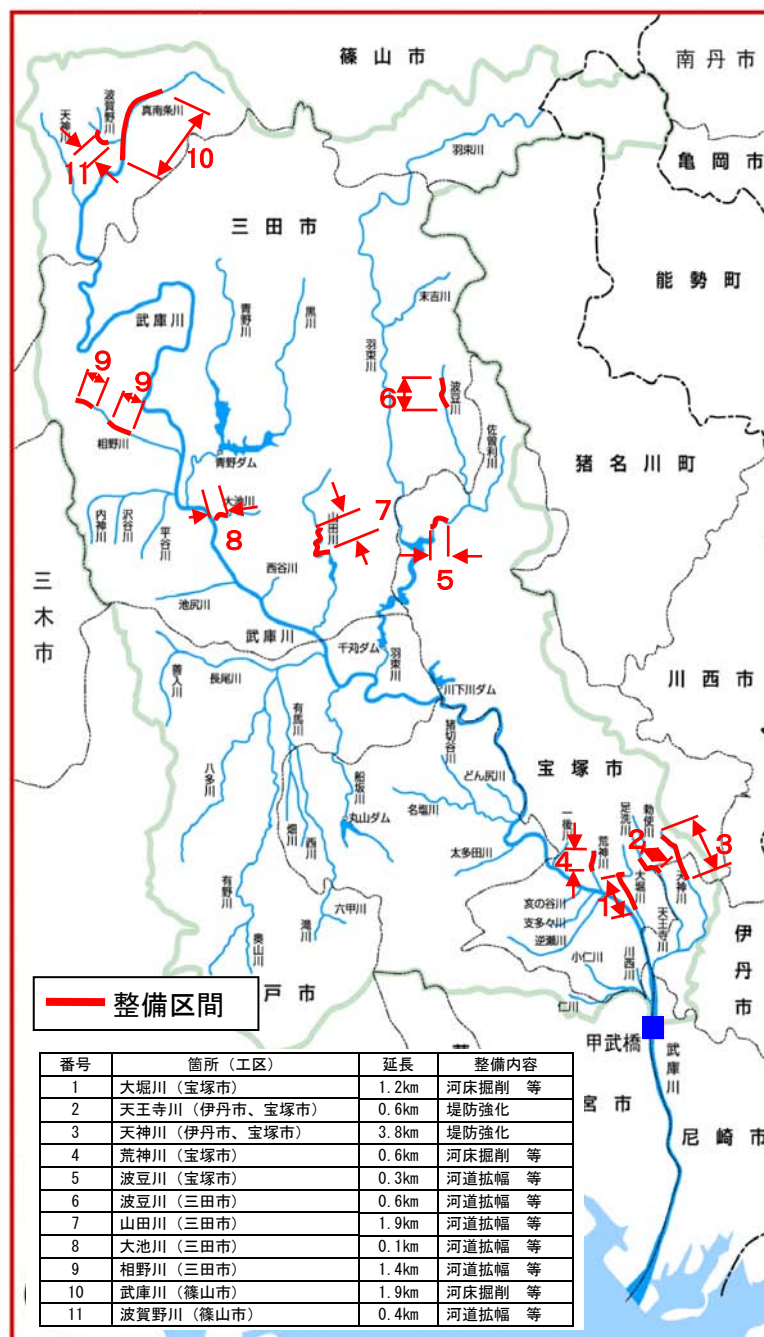 篠山市
南丹市
真南条川
波賀野川
天神川
10
11
羽束川
亀岡市
三田市
能勢町
武庫川
青野川
黒川
末吉川
羽束川
9
9
6
波豆川
佐曽利川
相野川
青野ダム
猪名川町
大池川
山田川
7
内神川
沢谷川
平谷川
8
5
西谷川
三木市
池尻川
武庫川
千苅ダム
羽束川
善入川
長尾川
川下川ダム
川西市
有馬川
猪切谷川
宝塚市
八多川
船坂川
どん尻川
丸山ダム
名塩川
一後川
荒神川
足洗川
勅使川
3
2
畑川
西川
太多田川
4
大堀川
天神川
有野川
亥の谷川
1
支多々川
天王寺川
六甲川
滝川
逆瀬川
伊丹市
奥山川
小仁川
川西川
仁川
整備区間
戸市
甲武橋
武庫川
宮市
尼崎市
番号 箇所（工区） 延長 整備内容
1 大堀川（宝塚市） 1.2km 河床掘削 等
2 天王寺川（伊丹市、宝塚市） 0.6km 堤防強化
3 天神川（伊丹市、宝塚市） 3.8km 堤防強化
4 荒神川（宝塚市） 0.6km 河床掘削 等
5 波豆川（宝塚市） 0.3km 河道拡幅 等
6 波豆川（三田市） 0.6km 河道拡幅 等
7 山田川（三田市） 1.9km 河道拡幅 等
8 大池川（三田市） 0.1km 河道拡幅 等
9 相野川（三田市） 1.4km 河道拡幅 等
10 武庫川（篠山市） 1.9km 河床掘削 等
11 波賀野川（篠山市） 0.4km 河道拡幅 等